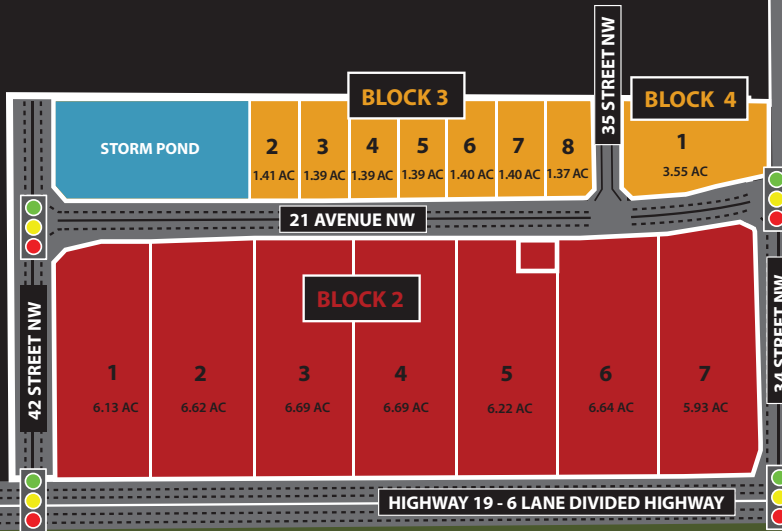 35 STREET NW
BLOCK 3
BLOCK 4
STORM POND
2
1.41 AC
3
1.39 AC
4
1.39 AC
5
1.39 AC
6
1.40 AC
7
1.40 AC
8
1.37 AC
1
3.55 AC
21 AVENUE NW
42 STREET NW
34 STREET NW
BLOCK 2
1
6.13 AC
2
6.62 AC
3
6.69 AC
4
6.69 AC
5
6.22 AC
6
6.64 AC
7
5.93 AC
HIGHWAY 19 - 6 LANE DIVIDED HIGHWAY